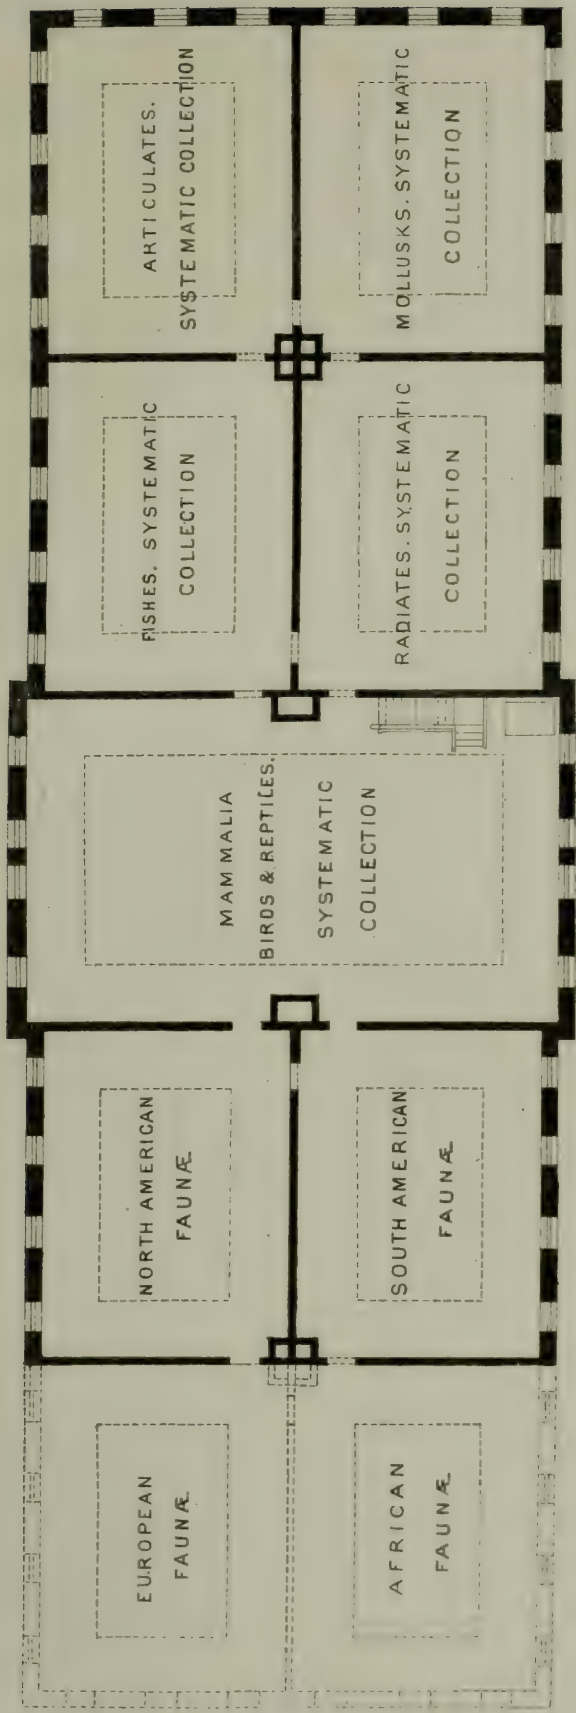 ARTICULATES.
SYSTEMATIC COLLECTION
MOLLUSKS. SYSTEMATIC
COLLECTION
FISHES. SYSTEMATIC
COLLECTION
RADIATES. SYSTEMATIC
COLLECTION
MAMMALIA
BIRDS & REPTILES.
SYSTEMATIC
COLLECTION
NORTH AMERICAN
FAUNÆ
SOUTH AMERICAN
FAUNÆ
EUROPEAN
FAUNÆ
AFRICAN
FAUNÆ